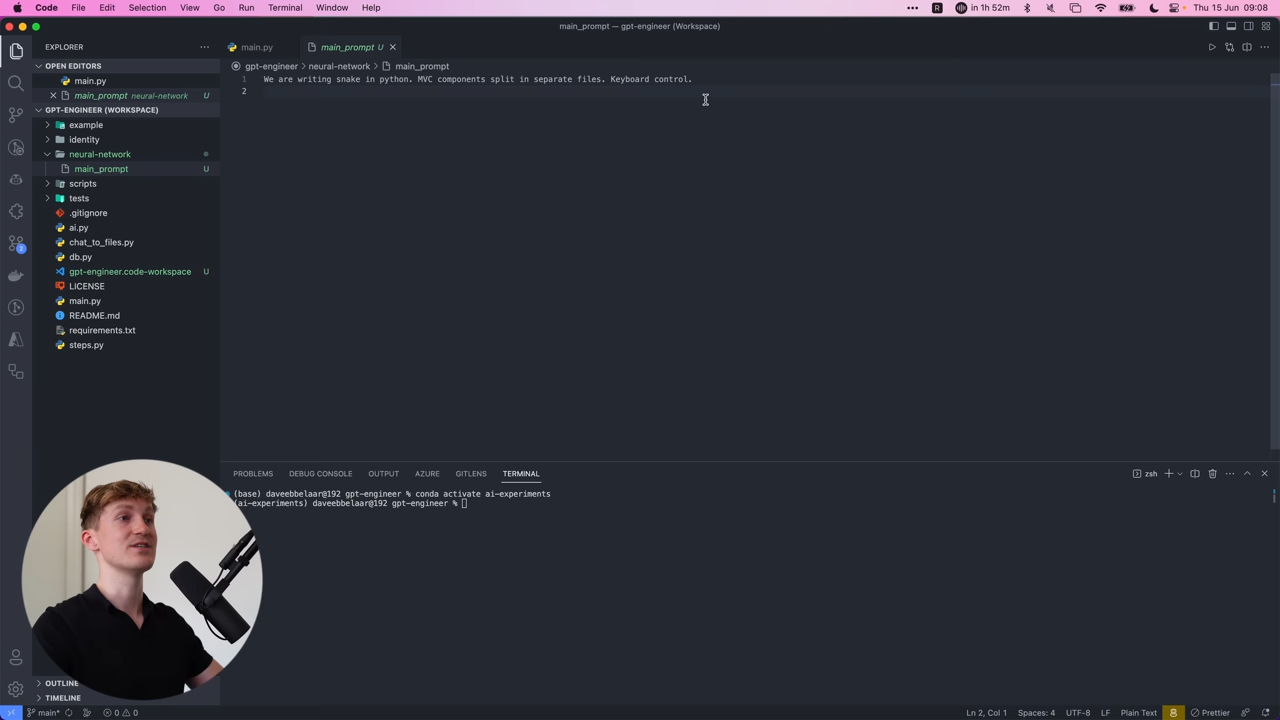 Code File Edit Selection View Go Run Terminal Window Help
in 1h 52m Thu 15 Jun 09:08
main_prompt — gpt-engineer (Workspace)
EXPLORER
main.py main_prompt U
OPEN EDITORS
main.py
main_prompt neural-network U
GPT-ENGINEER (WORKSPACE)
example
identity
neural-network
main_prompt U
scripts
tests
.gitignore
ai.py
chat_to_files.py
db.py
gpt-engineer.code-workspace U
LICENSE
main.py
README.md
requirements.txt
steps.py
gpt-engineer > neural-network > main_prompt
1 We are writing snake in python. MVC components split in separate files. Keyboard control.
2
PROBLEMS DEBUG CONSOLE OUTPUT AZURE GITLENS TERMINAL
zsh
(base) daveebbelaar@192 gpt-engineer % conda activate ai-experiments
(ai-experiments) daveebbelaar@192 gpt-engineer %
2
OUTLINE
TIMELINE
main* 0 0 Ln 2, Col 1 Spaces: 4 UTF-8 LF Plain Text Prettier